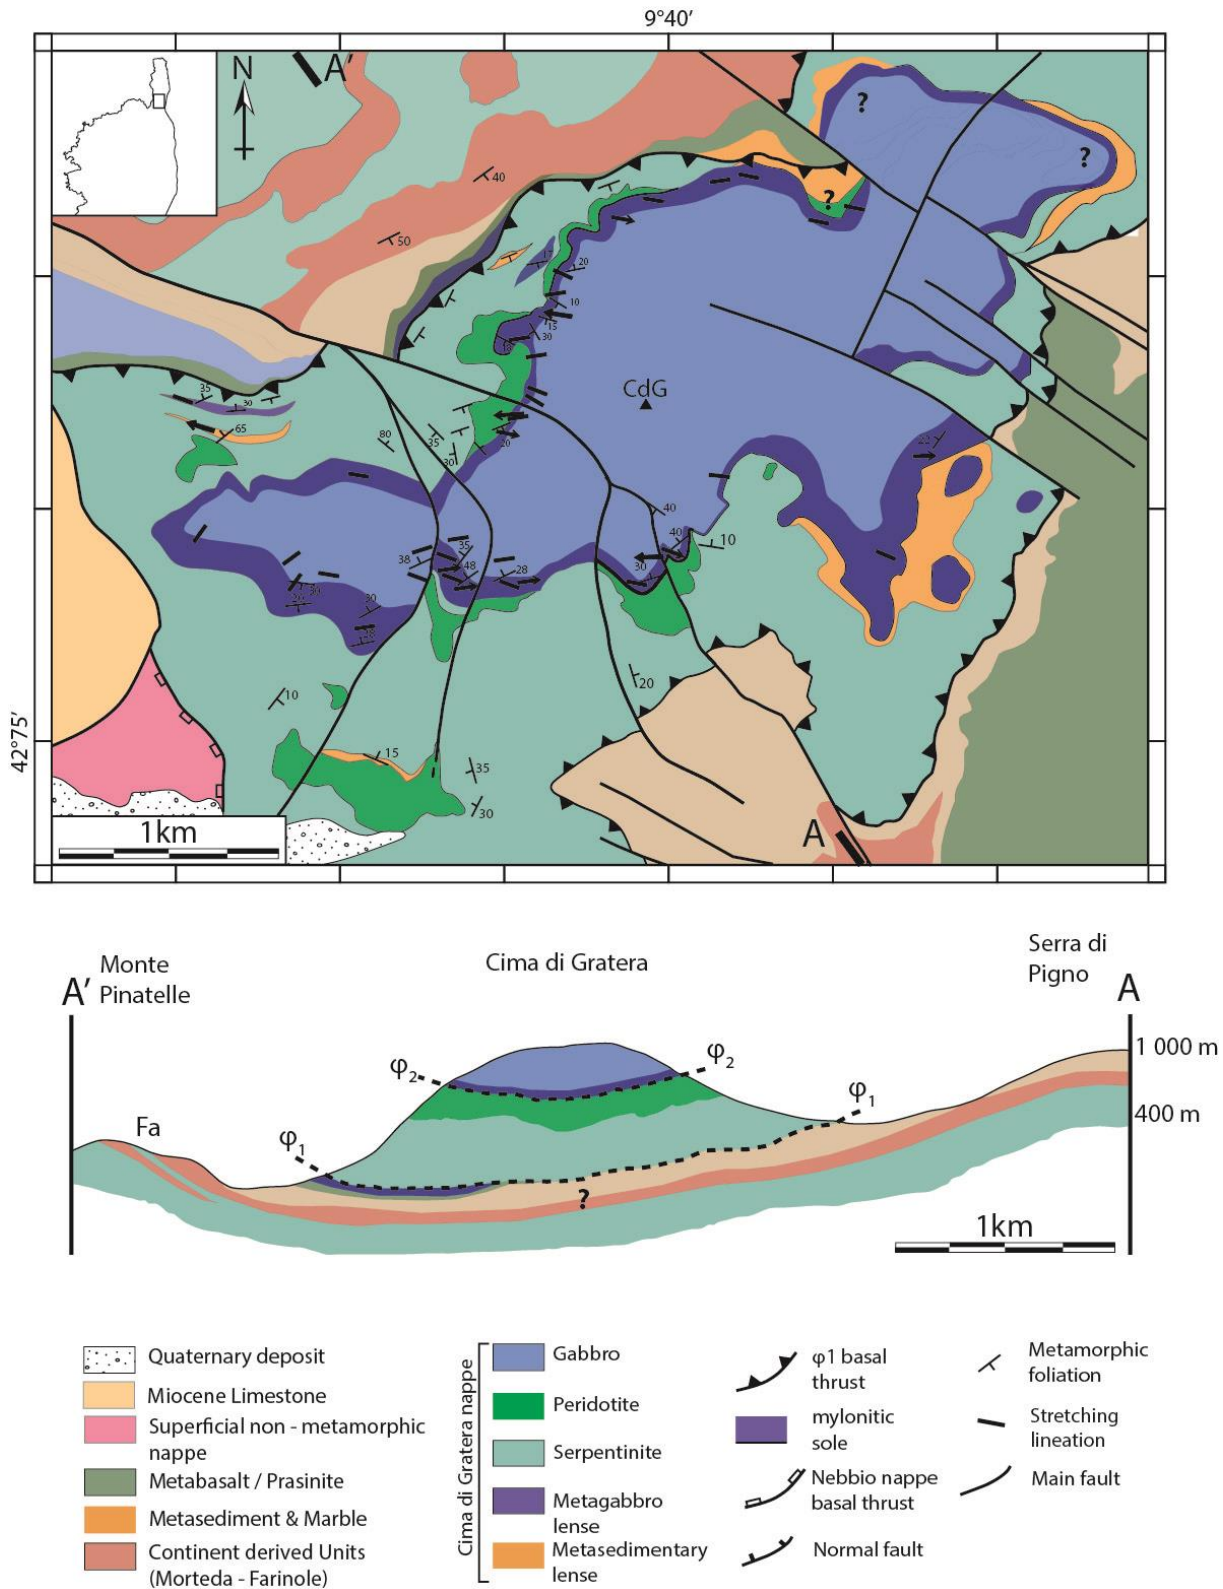 9°40'
A'
N
?
?
?
40
50
17
20
10
15
30
18
CdG
35
30
65
80
35
30
20
22
40
40
10
38
35
48
28
30
30
30
38
20
10
15
35
30
42°75'
1km
A
Monte
Pinatelle
Cima di Gratera
Serra di
Pigno
A'
A
φ2
φ2
1 000 m
φ1
400 m
Fa
φ1
?
1km
Quaternary deposit
Miocene Limestone
Superficial non - metamorphic
nappe
Metabasalt / Prasinite
Metasediment & Marble
Continent derived Units
(Morteda - Farinole)
Cima di Gratera nappe
Gabbro
Peridotite
Serpentinite
Metagabbro
lense
Metasedimentary
lense
φ1 basal
thrust
mylonitic
sole
Nebbio nappe
basal thrust
Normal fault
Metamorphic
foliation
Stretching
lineation
Main fault